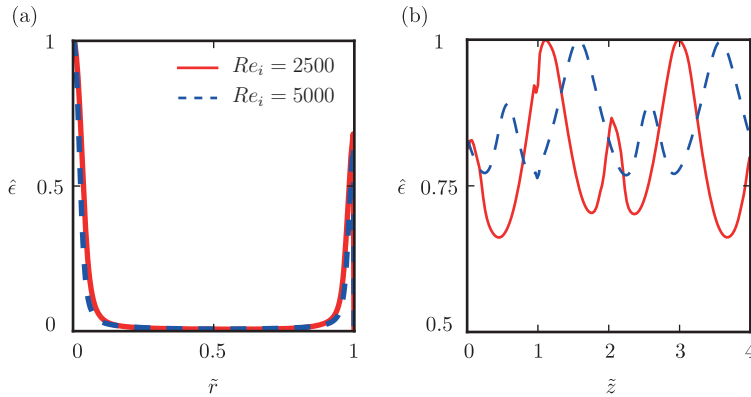 (a)
1
0.5
0
ε̂
0
0.5
1
r̃
Re_i = 2500
Re_i = 5000
(b)
1
0.75
0.5
ε̂
0
1
2
3
4
z̃